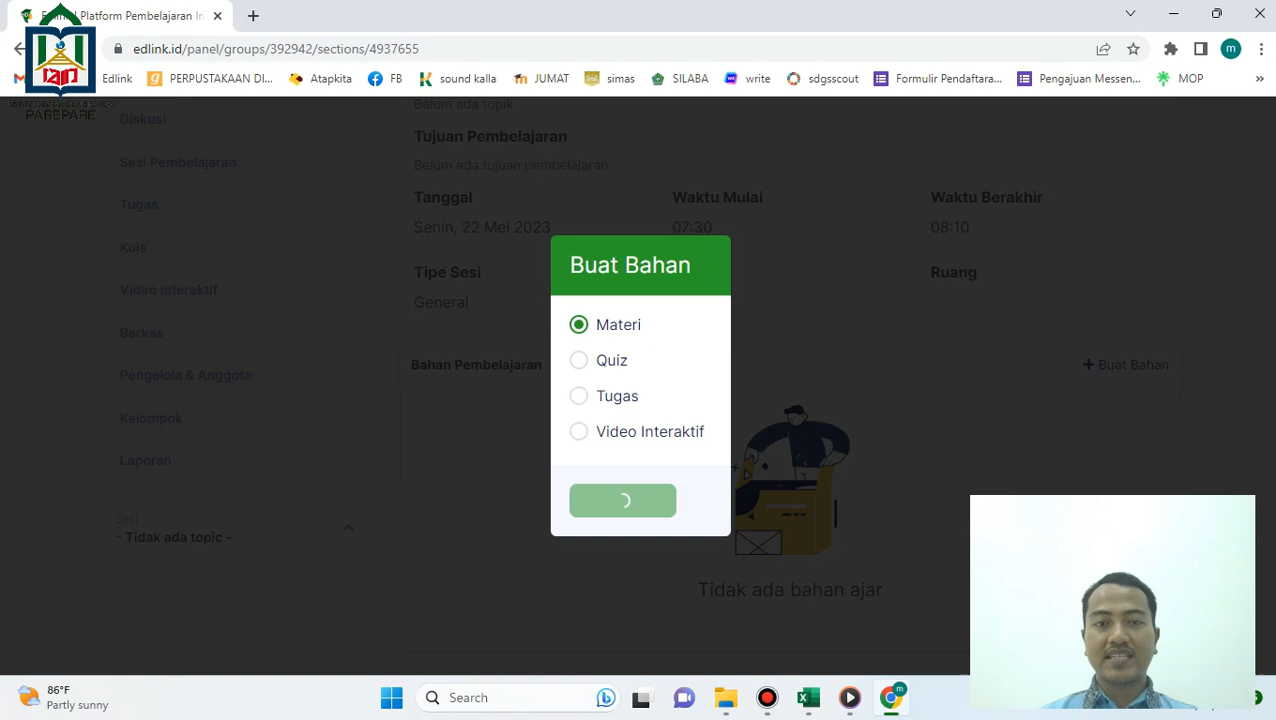 Platform Pembelajaran In
edlink.id/panel/groups/392942/sections/4937655
Edlink
PERPUSTAKAAN DI...
Atapkita
FB
sound kalla
JUMAT
simas
SILABA
write
sdgsscout
Formulir Pendaftara...
Pengajuan Messen...
MOP
»
PAREPARE
Belum ada topik
Diskusi
Tujuan Pembelajaran
Sesi Pembelajaran
Belum ada tujuan pembelajaran
Tugas
Tanggal
Waktu Mulai
Waktu Berakhir
Senin, 22 Mei 2023
07:30
08:10
Kuis
Tipe Sesi
Ruang
Video Interaktif
General
Berkas
Bahan Pembelajaran
+ Buat Bahan
Pengelola & Anggota
Kelompok
Laporan
Sesi
- Tidak ada topic -
Tidak ada bahan ajar
Buat Bahan
Materi
Quiz
Tugas
Video Interaktif
86°F
Partly sunny
Search